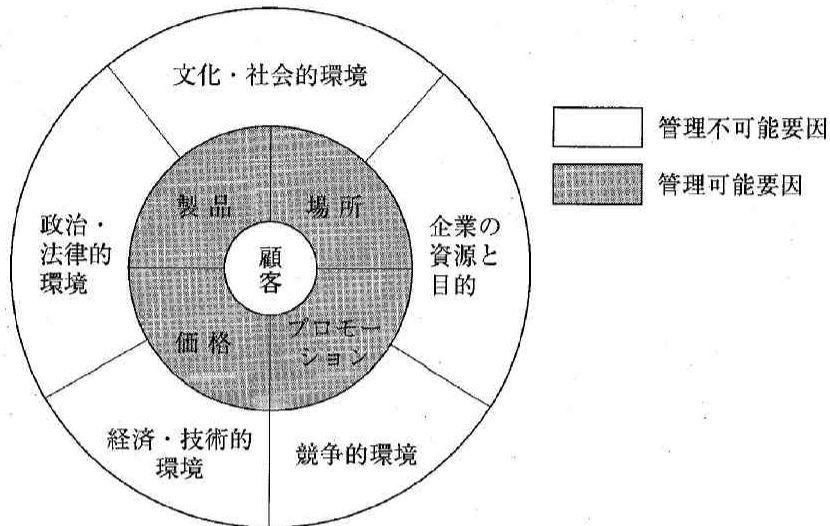 文化・社会的環境
管理不可能要因
管理可能要因
製品
場所
政治・
法律的
環境
顧
客
企業の
資源と
目的
価格
プロモー
ション
経済・技術的
環境
競争的環境